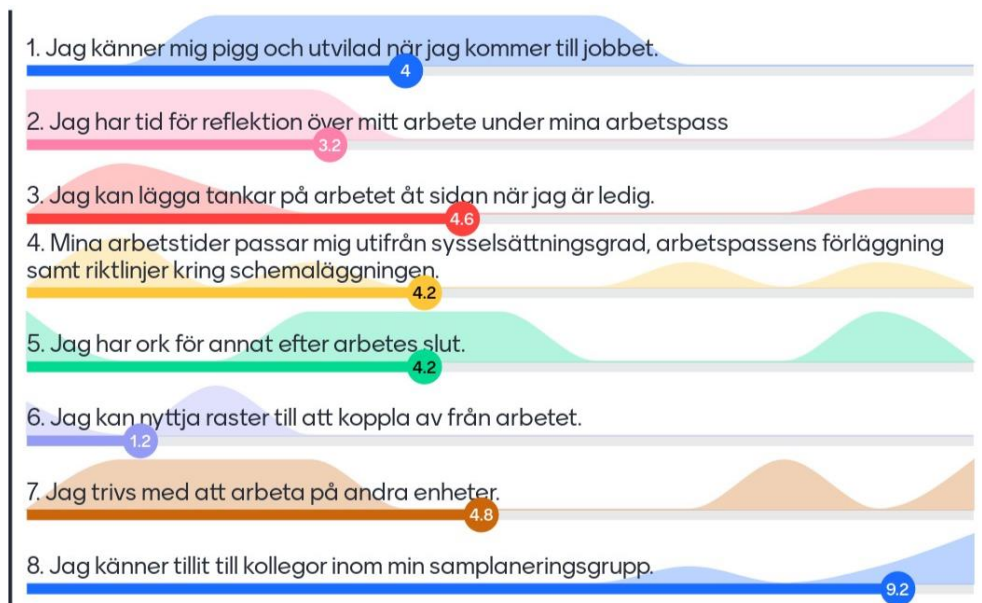 1. Jag känner mig pigg och utvilad när jag kommer till jobbet.
4
2. Jag har tid för reflektion över mitt arbete under mina arbetspass
3.2
3. Jag kan lägga tankar på arbetet åt sidan när jag är ledig.
4.6
4. Mina arbetstider passar mig utifrån sysselsättningsgrad, arbetspassens förläggning
samt riktlinjer kring schemaläggningen.
4.2
5. Jag har ork för annat efter arbetes slut.
4.2
6. Jag kan nyttja raster till att koppla av från arbetet.
1.2
7. Jag trivs med att arbeta på andra enheter.
4.8
8. Jag känner tillit till kollegor inom min samplaneringsgrupp.
9.2